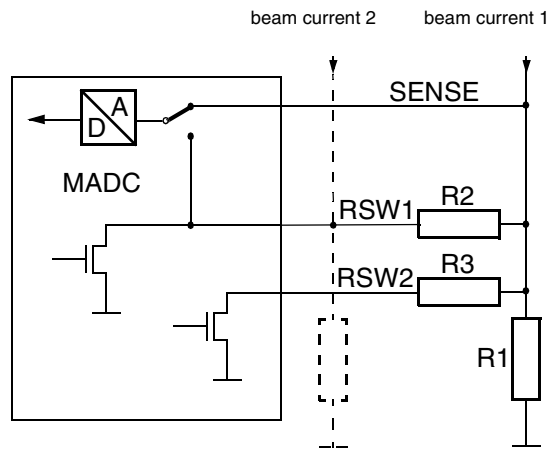 beam current 2
beam current 1
SENSE
A
D
MADC
RSW1
R2
RSW2
R3
R1